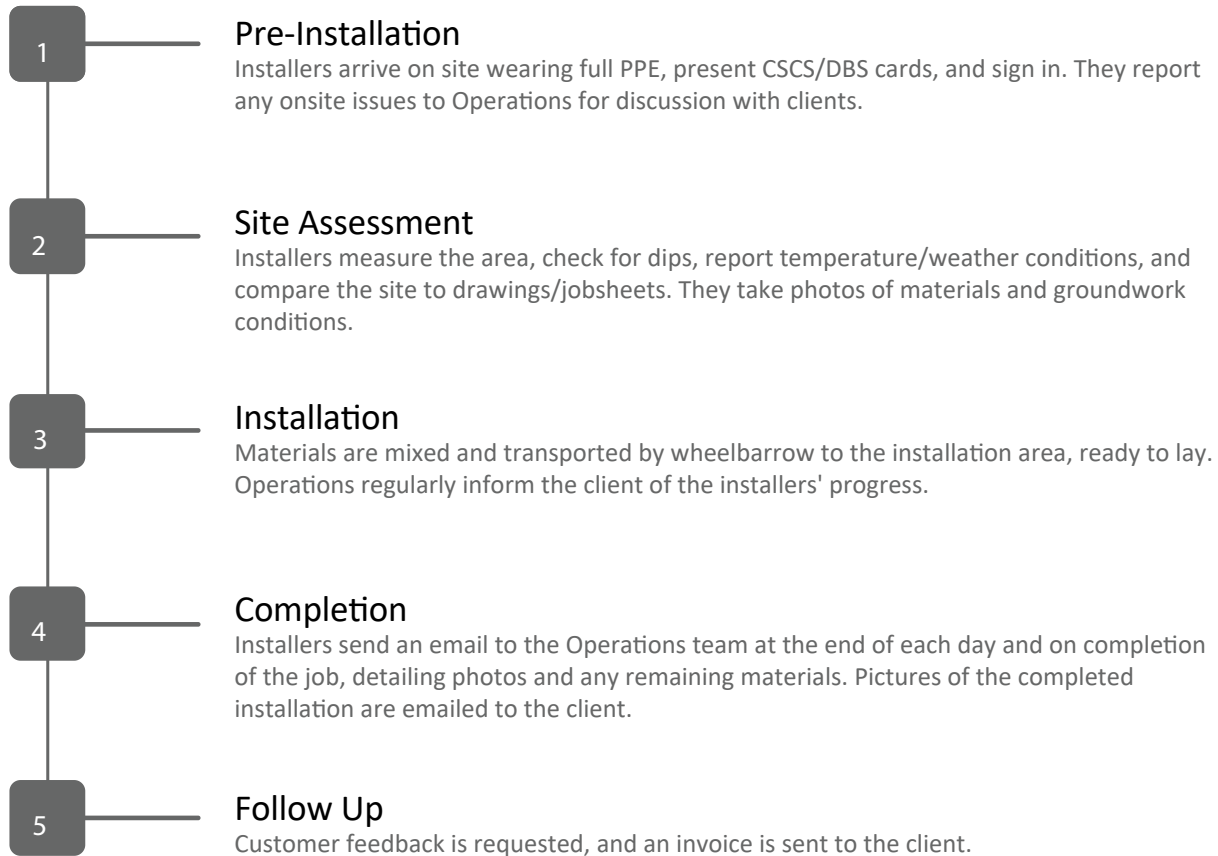 1
Pre-Installation
Installers arrive on site wearing full PPE, present CSCS/DBS cards, and sign in. They report
any onsite issues to Operations for discussion with clients.
2
Site Assessment
Installers measure the area, check for dips, report temperature/weather conditions, and
compare the site to drawings/jobsheets. They take photos of materials and groundwork
conditions.
3
Installation
Materials are mixed and transported by wheelbarrow to the installation area, ready to lay.
Operations regularly inform the client of the installers' progress.
4
Completion
Installers send an email to the Operations team at the end of each day and on completion
of the job, detailing photos and any remaining materials. Pictures of the completed
installation are emailed to the client.
5
Follow Up
Customer feedback is requested, and an invoice is sent to the client.